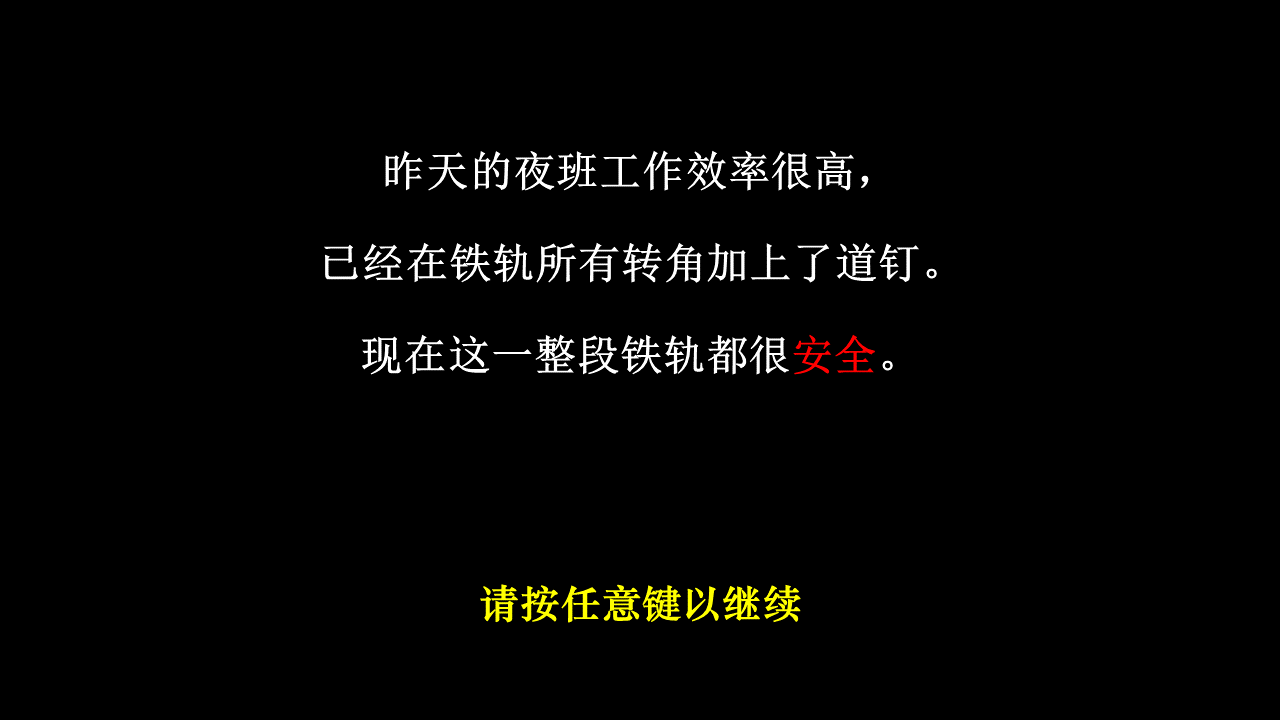 昨天的夜班工作效率很高，
已经在铁轨所有转角加上了道钉。
现在这一整段铁轨都很安全。
请按任意键以继续